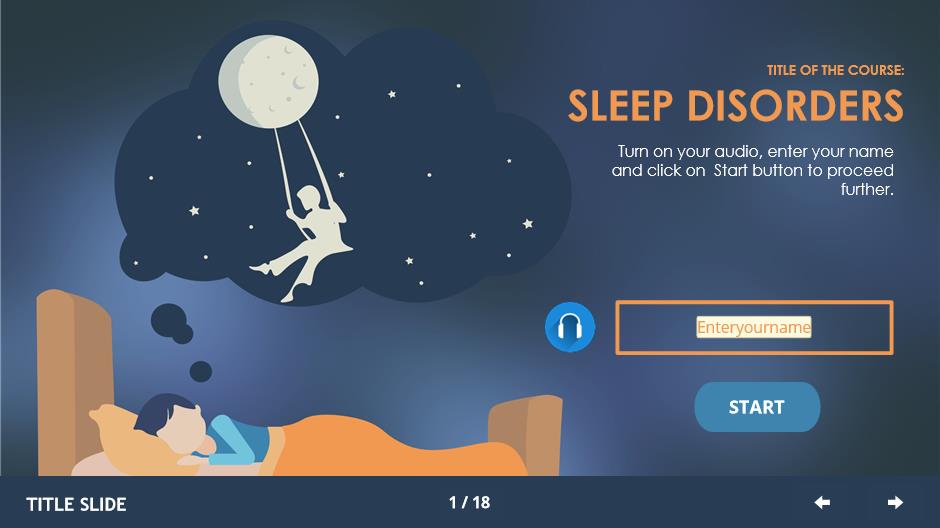 TITLE OF THE COURSE:
SLEEP DISORDERS
Turn on your audio, enter your name
and click on  Start button to proceed
further.
Enteryourname
START
TITLE SLIDE
1 / 18